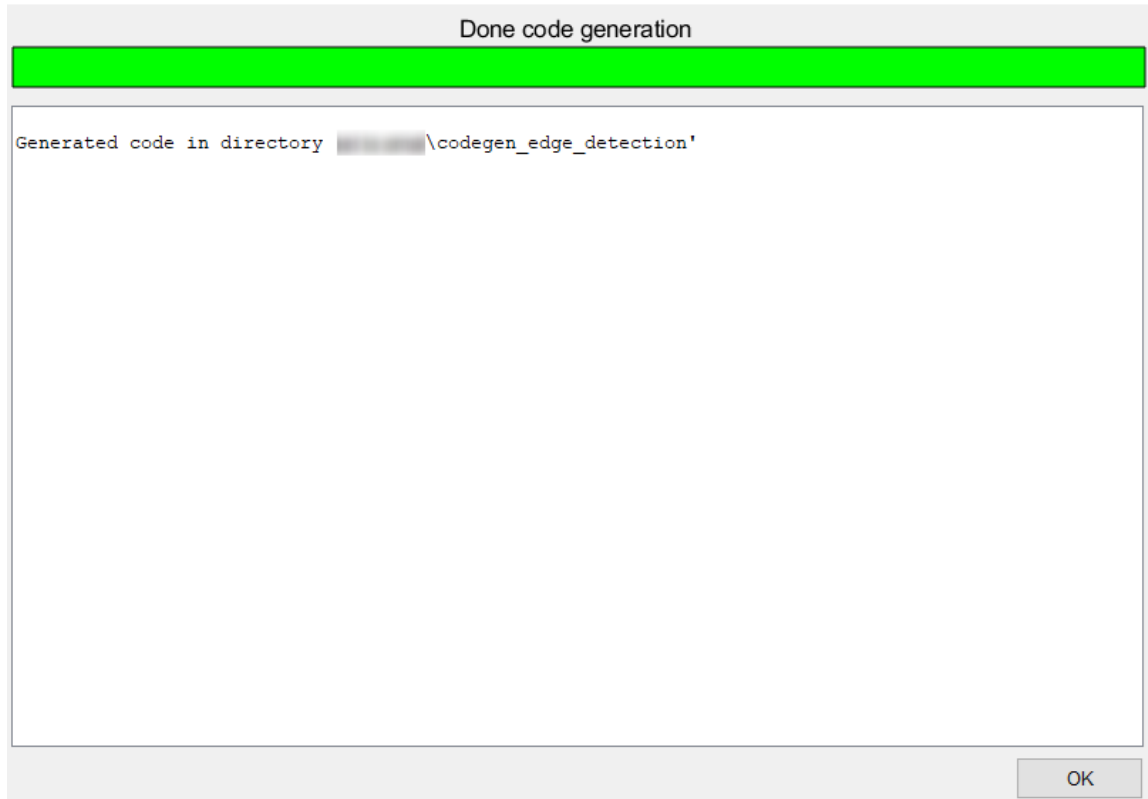 Done code generation
Generated code in directory \codegen_edge_detection'
OK